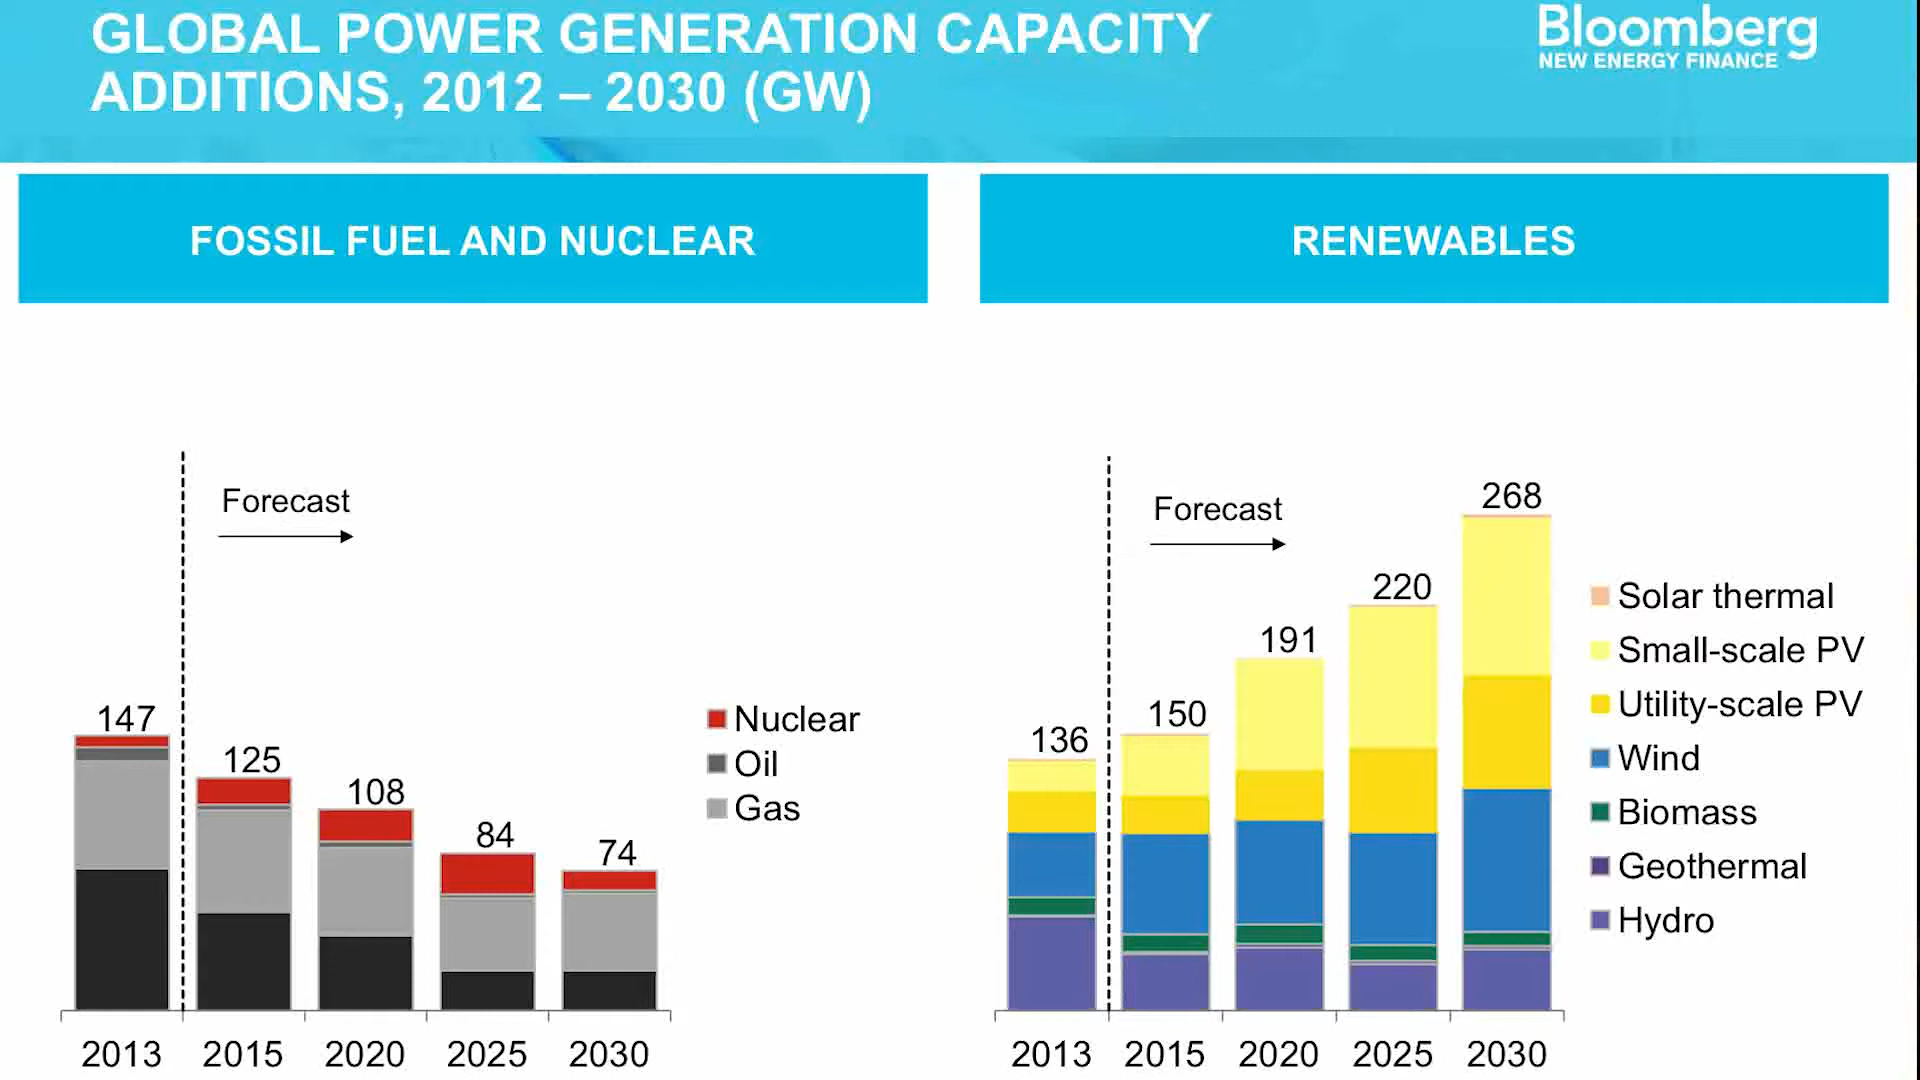 GLOBAL POWER GENERATION CAPACITY
ADDITIONS, 2012 – 2030 (GW)
Bloomberg
NEW ENERGY FINANCE
FOSSIL FUEL AND NUCLEAR
RENEWABLES
Forecast
147
125
108
84
74
Nuclear
Oil
Gas
2013
2015
2020
2025
2030
Forecast
136
150
191
220
268
Solar thermal
Small-scale PV
Utility-scale PV
Wind
Biomass
Geothermal
Hydro
2013
2015
2020
2025
2030